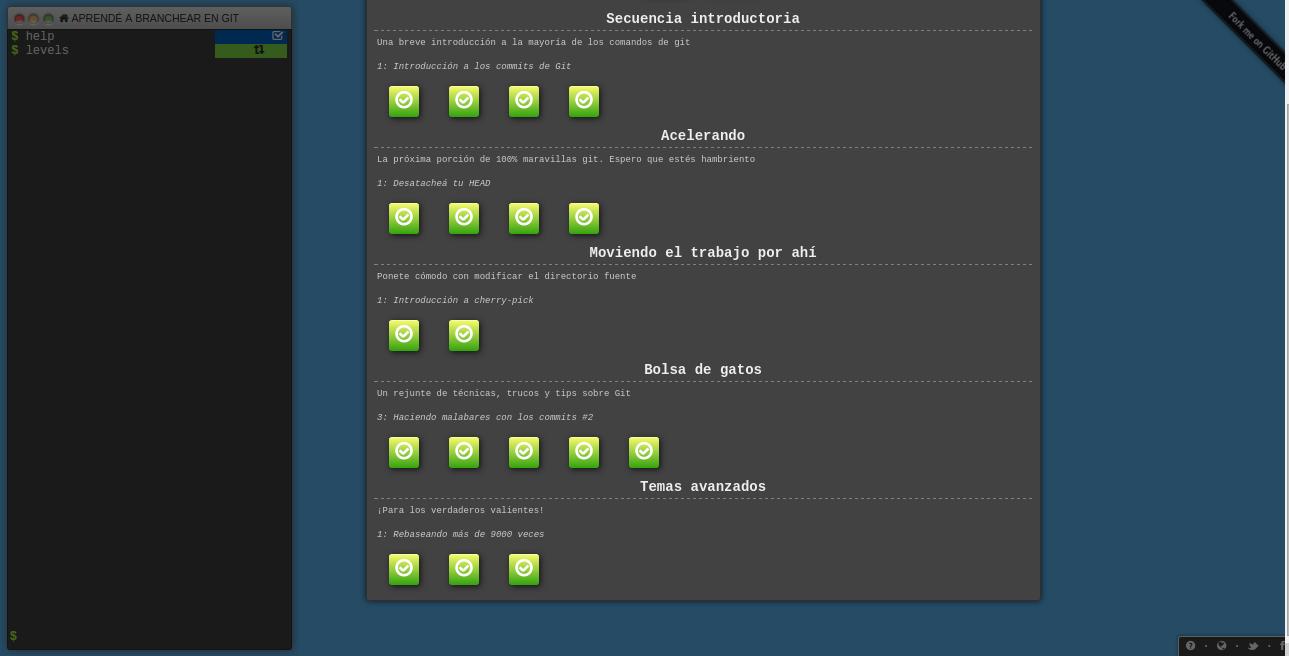 APRENDÉ A BRANCHEAR EN GIT
$ help
$ levels
$
Secuencia introductoria
Una breve introducción a la mayoría de los comandos de git
1: Introducción a los commits de Git
Acelerando
La próxima porción de 100% maravillas git. Espero que estés hambriento
1: Desatacheá tu HEAD
Moviendo el trabajo por ahí
Ponete cómodo con modificar el directorio fuente
1: Introducción a cherry-pick
Bolsa de gatos
Un rejunte de técnicas, trucos y tips sobre Git
3: Haciendo malabares con los commits #2
Temas avanzados
¡Para los verdaderos valientes!
1: Rebaseando más de 9000 veces
Fork me on GitHub